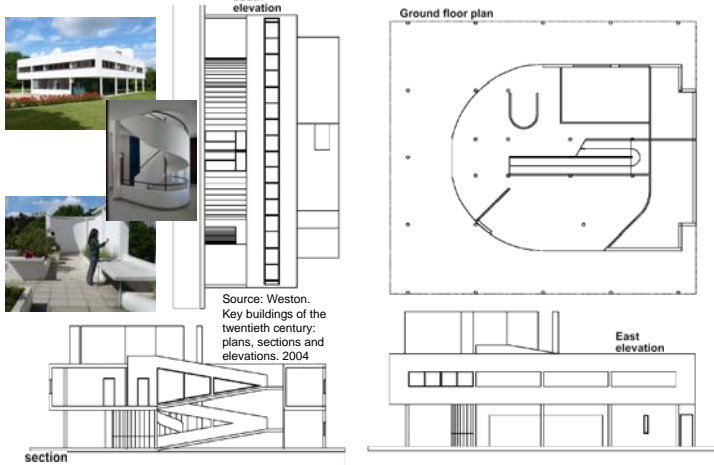 elevation
Ground floor plan
Source: Weston.
Key buildings of the
twentieth century:
plans, sections and
elevations. 2004
East
elevation
section